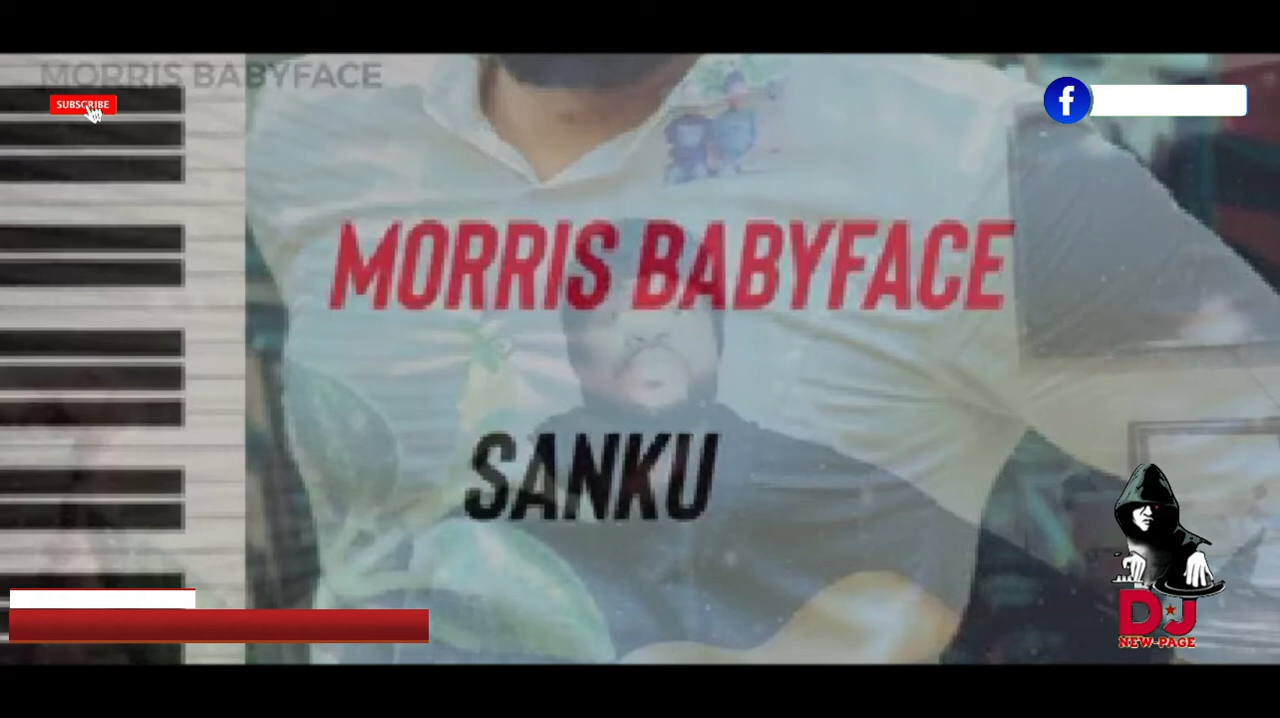 MORRIS BABYFACE
SUBSCRIBE
f
MORRIS BABYFACE
SANKU
DJ
NEW-PAGE